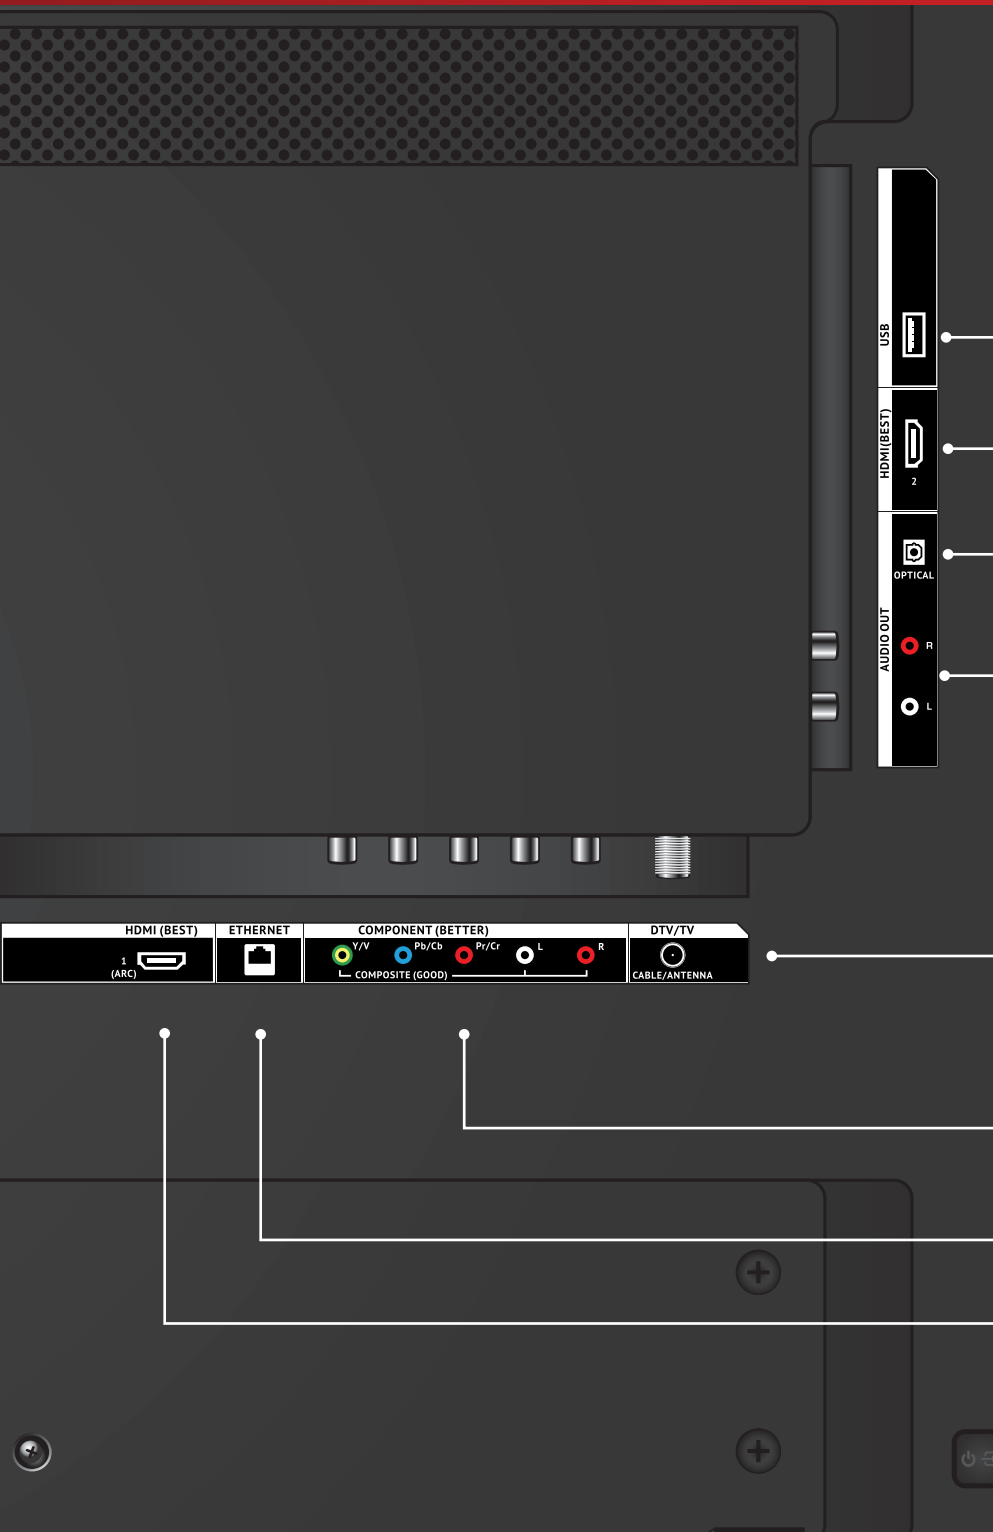 USB
HDMI(BEST)
2
OPTICAL
AUDIO OUT
R
L
HDMI (BEST)
1
(ARC)
ETHERNET
COMPONENT (BETTER)
Y/V Pb/Cb Pr/Cr L R
COMPOSITE (GOOD)
DTV/TV
CABLE/ANTENNA